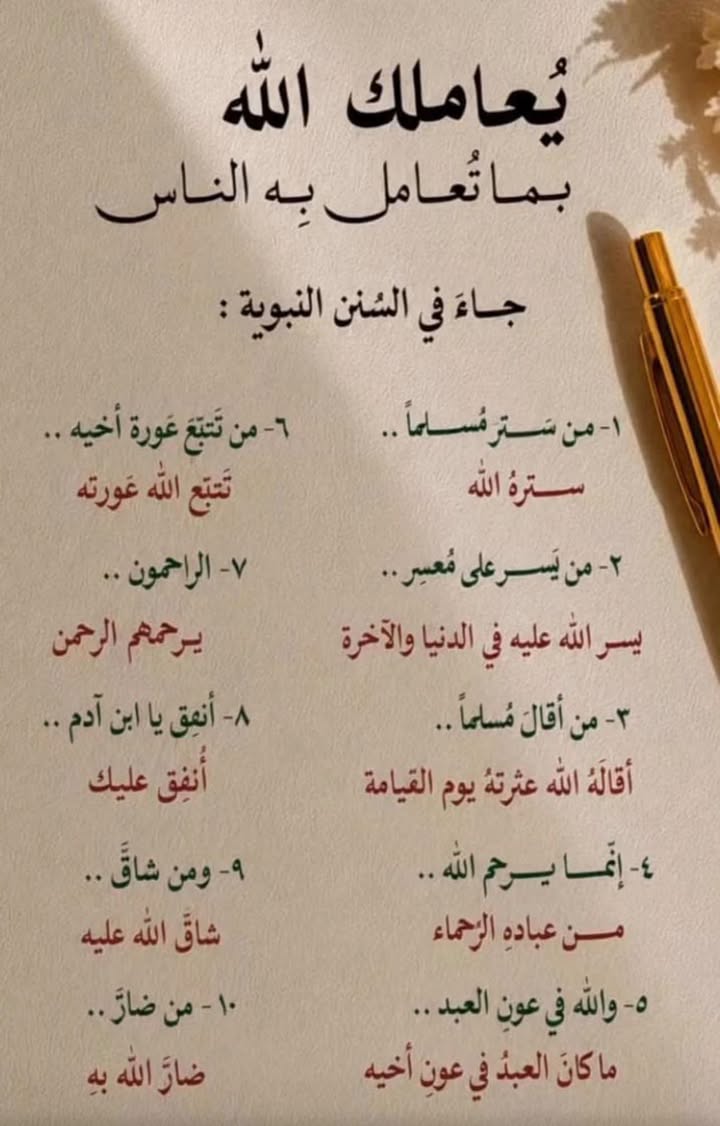 يُعاملك الله
بما تُعامل بِه الناس
جاءَ في السُنن النبوية :
١- من سَتر مُسلماً ..
سترهُ الله
٢- من يَسر على مُعسِر ..
يسر الله عليه في الدنيا والآخرة
٣- من أقالَ مُسلماً ..
أقالَهُ الله عثرتهُ يوم القيامة
٤- إنّما يرحم الله ..
من عبادهِ الرُحماء
٥- والله في عونِ العبد ..
ما كانَ العبدُ في عونِ أخيه
٦- من تَتبّعَ عَورة أخيه ..
تَتبّع الله عَورته
٧- الراحمون ..
يرحمهم الرحمن
٨- أنفِق يا ابن آدم ..
أُنفِق عليك
٩- ومن شاقَّ ..
شاقَّ الله عليه
١٠- من ضارَّ ..
ضارَّ الله بهِ